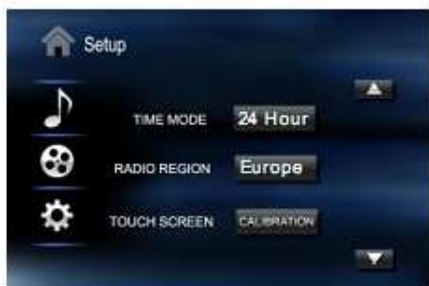 Setup
TIME MODE 24 Hour
RADIO REGION Europe
TOUCH SCREEN CALIBRATION